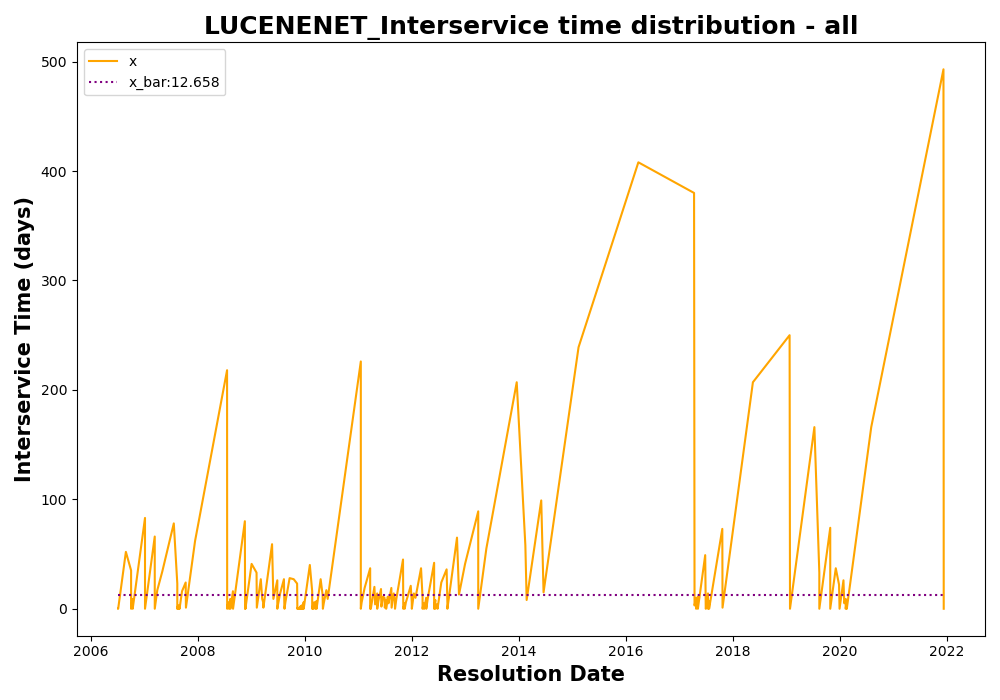 LUCENENET_Interservice time distribution - all
x
x_bar:12.658
Interservice Time (days)
500
400
300
200
100
0
2006 2008 2010 2012 2014 2016 2018 2020 2022
Resolution Date